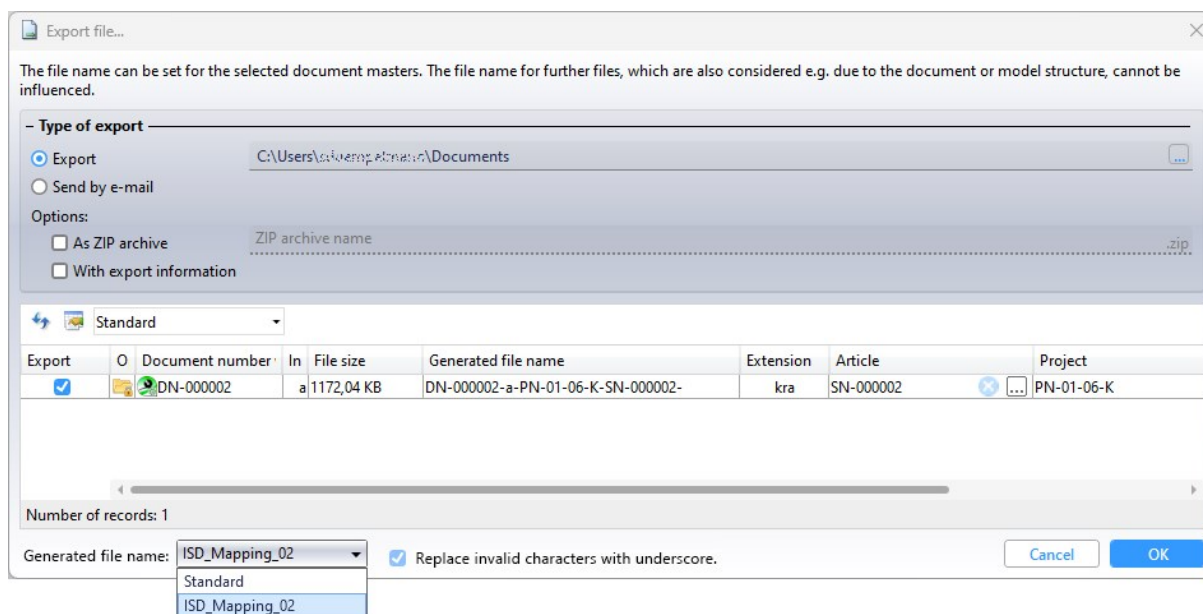 Export file...
The file name can be set for the selected document masters. The file name for further files, which are also considered e.g. due to the document or model structure, cannot be
influenced.
– Type of export
Export C:\Users\ \Documents ...
Send by e-mail
Options:
As ZIP archive ZIP archive name .zip
With export information
Standard
Export O Document number In File size Generated file name Extension Article Project
DN-000002 a 1172,04 KB DN-000002-a-PN-01-06-K-SN-000002- kra SN-000002 ... PN-01-06-K
Number of records: 1
Generated file name: ISD_Mapping_02 Replace invalid characters with underscore. Cancel OK
Standard
ISD_Mapping_02